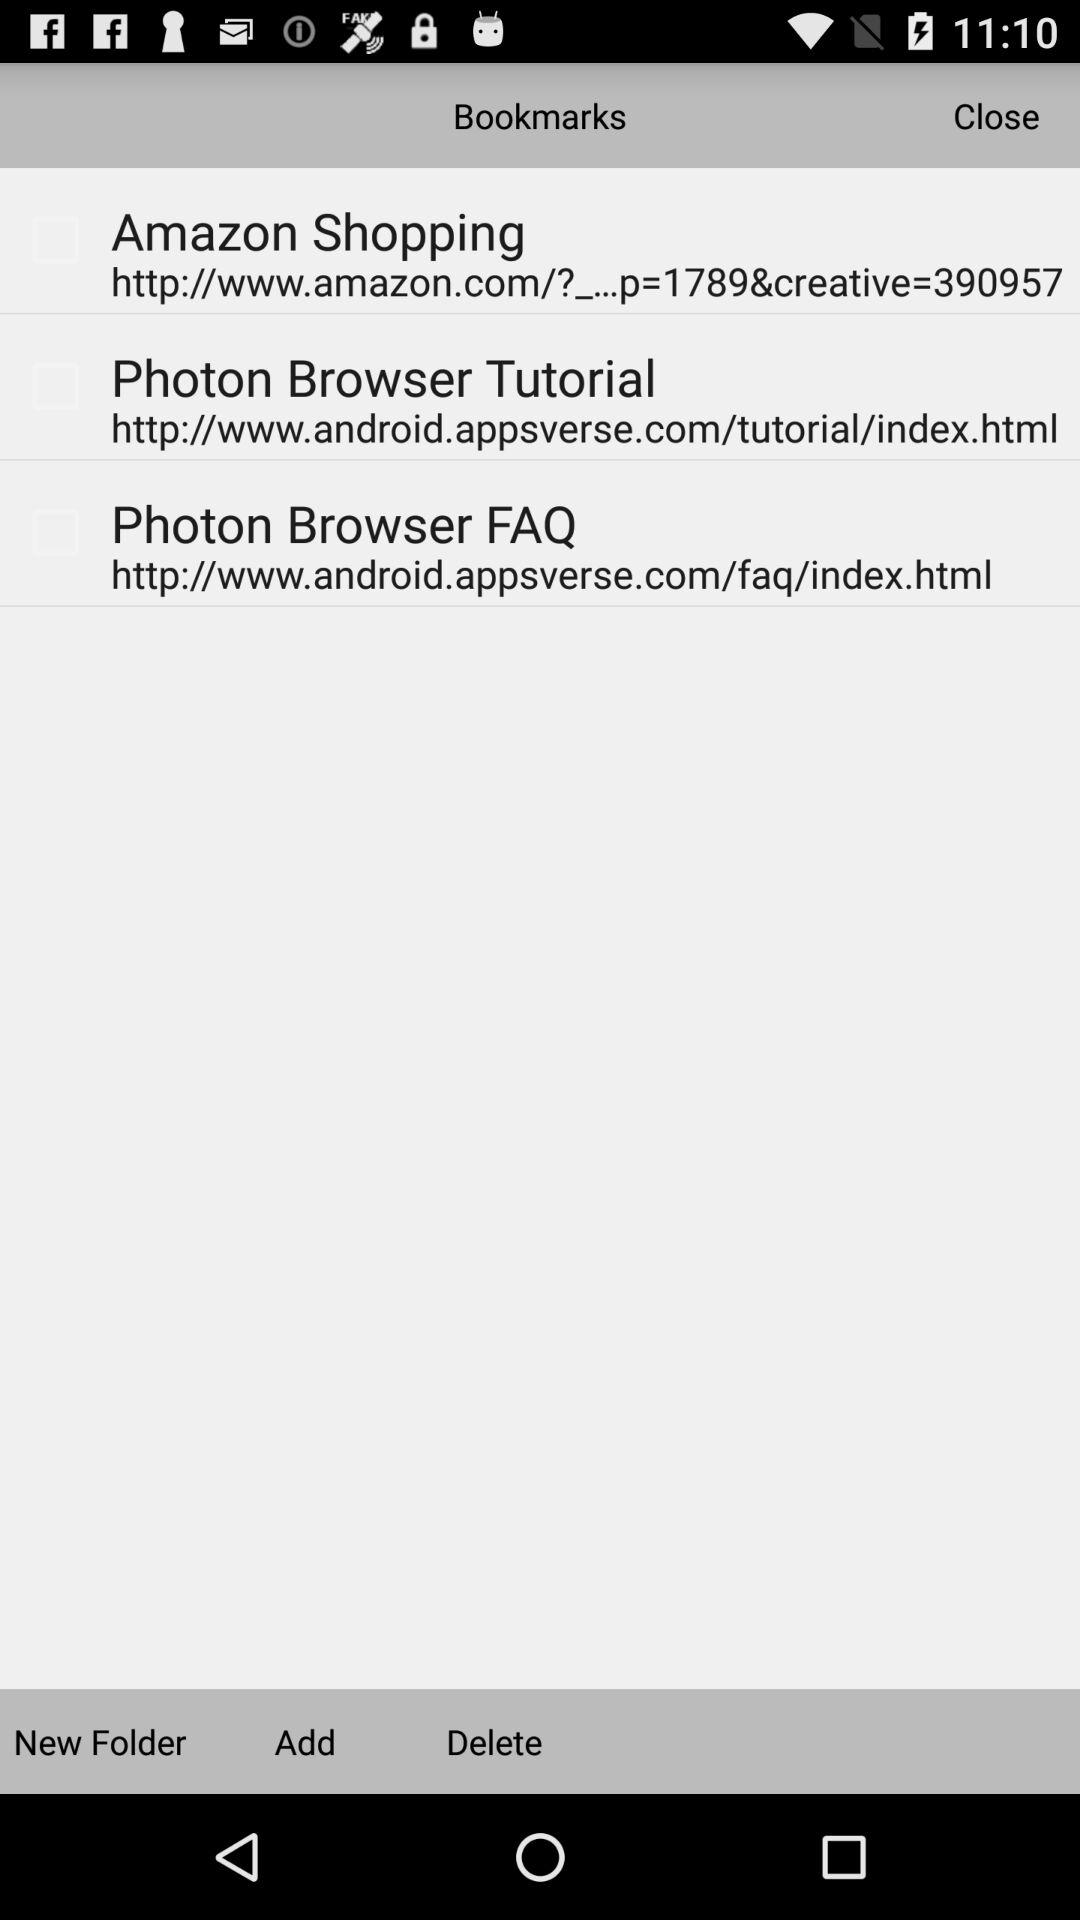 FAKE 11:10
Bookmarks Close
Amazon Shopping
http://www.amazon.com/?_...p=1789&creative=390957
Photon Browser Tutorial
http://www.android.appsverse.com/tutorial/index.html
Photon Browser FAQ
http://www.android.appsverse.com/faq/index.html
New Folder Add Delete